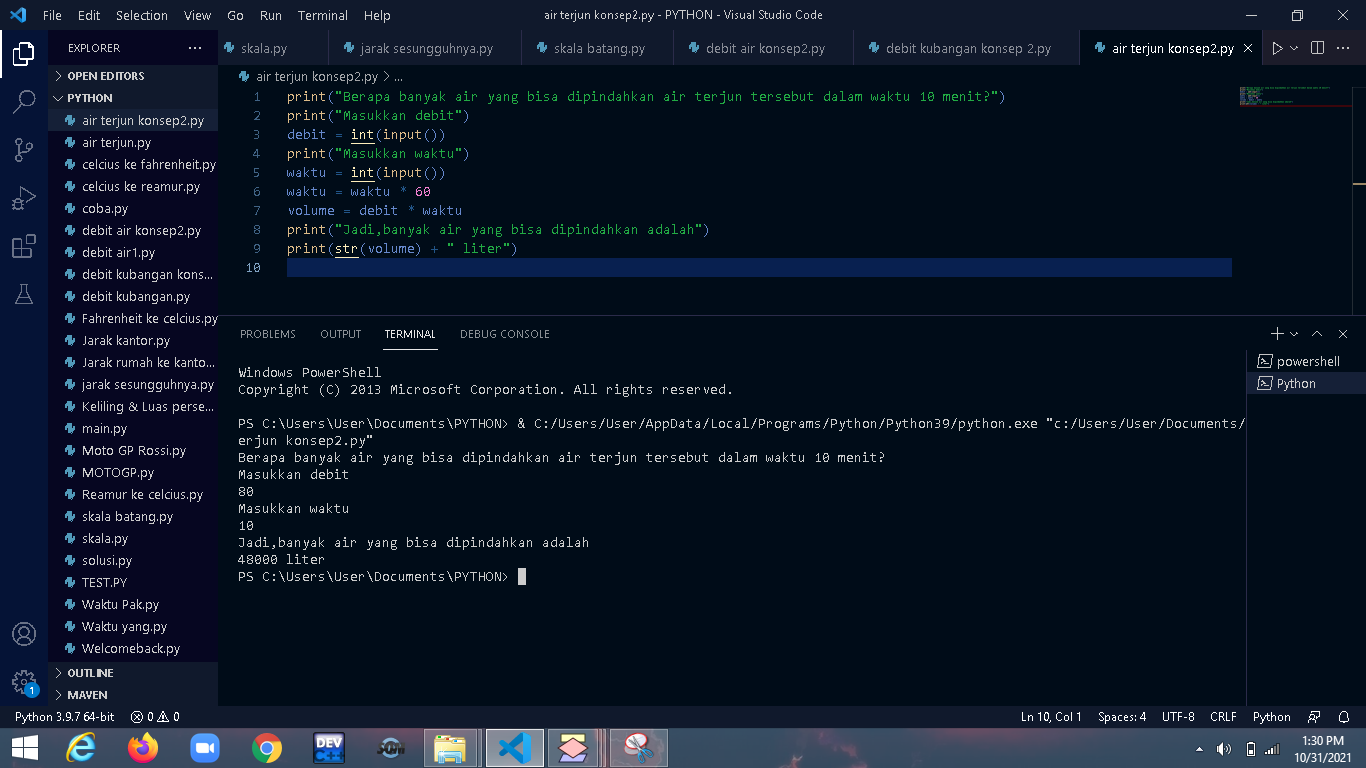 File Edit Selection View Go Run Terminal Help air terjun konsep2.py - PYTHON - Visual Studio Code
EXPLORER
OPEN EDITORS
PYTHON
air terjun konsep2.py
air terjun.py
celcius ke fahrenheit.py
celcius ke reamur.py
coba.py
debit air konsep2.py
debit air1.py
debit kubangan kons...
debit kubangan.py
Fahrenheit ke celcius.py
Jarak kantor.py
Jarak rumah ke kanto...
jarak sesungguhnya.py
Keliling & Luas perse...
main.py
Moto GP Rossi.py
MOTOGP.py
Reamur ke celcius.py
skala batang.py
skala.py
solusi.py
TEST.PY
Waktu Pak.py
Waktu yang.py
Welcomeback.py
OUTLINE
MAVEN
skala.py jarak sesungguhnya.py skala batang.py debit air konsep2.py debit kubangan konsep 2.py air terjun konsep2.py
air terjun konsep2.py > ...
1 print("Berapa banyak air yang bisa dipindahkan air terjun tersebut dalam waktu 10 menit?")
2 print("Masukkan debit")
3 debit = int(input())
4 print("Masukkan waktu")
5 waktu = int(input())
6 waktu = waktu * 60
7 volume = debit * waktu
8 print("Jadi,banyak air yang bisa dipindahkan adalah")
9 print(str(volume) + " liter")
10
PROBLEMS OUTPUT TERMINAL DEBUG CONSOLE
Windows PowerShell
Copyright (C) 2013 Microsoft Corporation. All rights reserved.
PS C:\Users\User\Documents\PYTHON> & C:/Users/User/AppData/Local/Programs/Python/Python39/python.exe "c:/Users/User/Documents/
erjun konsep2.py"
Berapa banyak air yang bisa dipindahkan air terjun tersebut dalam waktu 10 menit?
Masukkan debit
80
Masukkan waktu
10
Jadi,banyak air yang bisa dipindahkan adalah
48000 liter
PS C:\Users\User\Documents\PYTHON>
powershell
Python
1
Python 3.9.7 64-bit 0 0 Ln 10, Col 1 Spaces: 4 UTF-8 CRLF Python
DEV C++
1:30 PM
10/31/2021